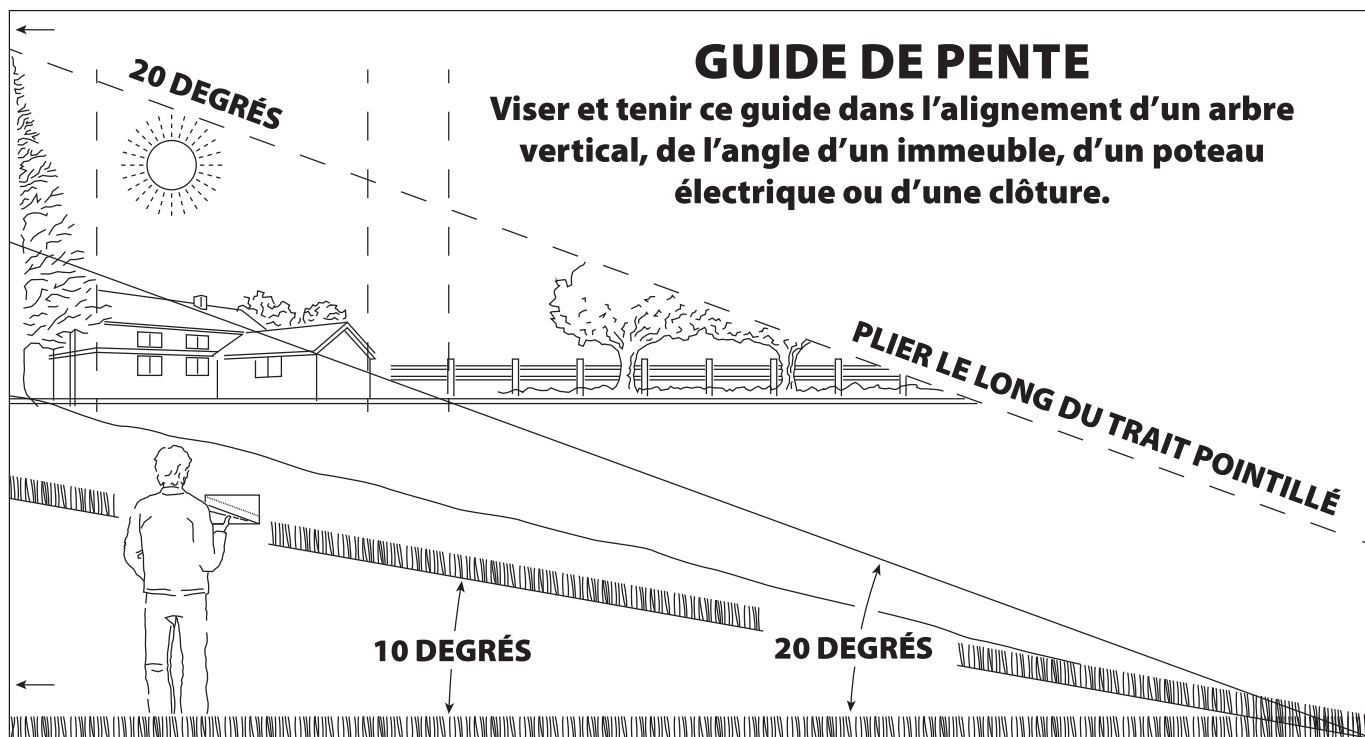 GUIDE DE PENTE
Viser et tenir ce guide dans l’alignement d’un arbre
vertical, de l’angle d’un immeuble, d’un poteau
électrique ou d’une clôture.
20 DEGRÉS
PLIER LE LONG DU TRAIT POINTILLÉ
10 DEGRÉS
20 DEGRÉS